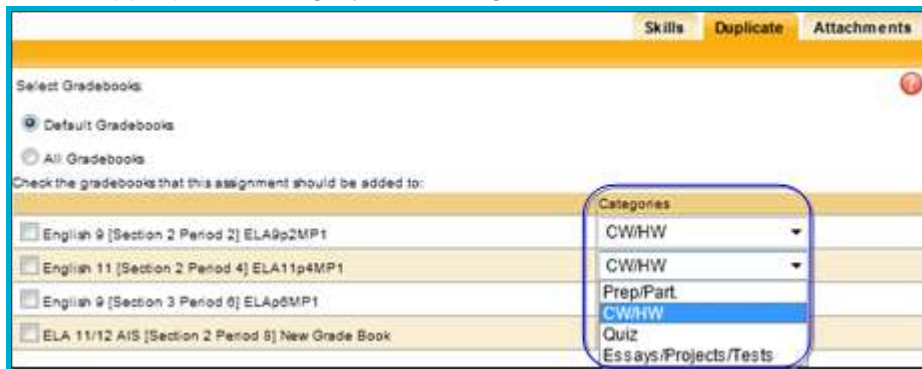 Skills Duplicate Attachments
Select Gradebooks:
?
Default Gradebooks
All Gradebooks
Check the gradebooks that this assignment should be added to:
Categories
English 9 [Section 2 Period 2] ELA9p2MP1 CW/HW
English 11 [Section 2 Period 4] ELA11p4MP1 CW/HW
English 9 [Section 3 Period 6] ELAp6MP1 Prep/Part.
CW/HW
ELA 11/12 AIS [Section 2 Period 8] New Grade Book Quiz
Essays/Projects/Tests